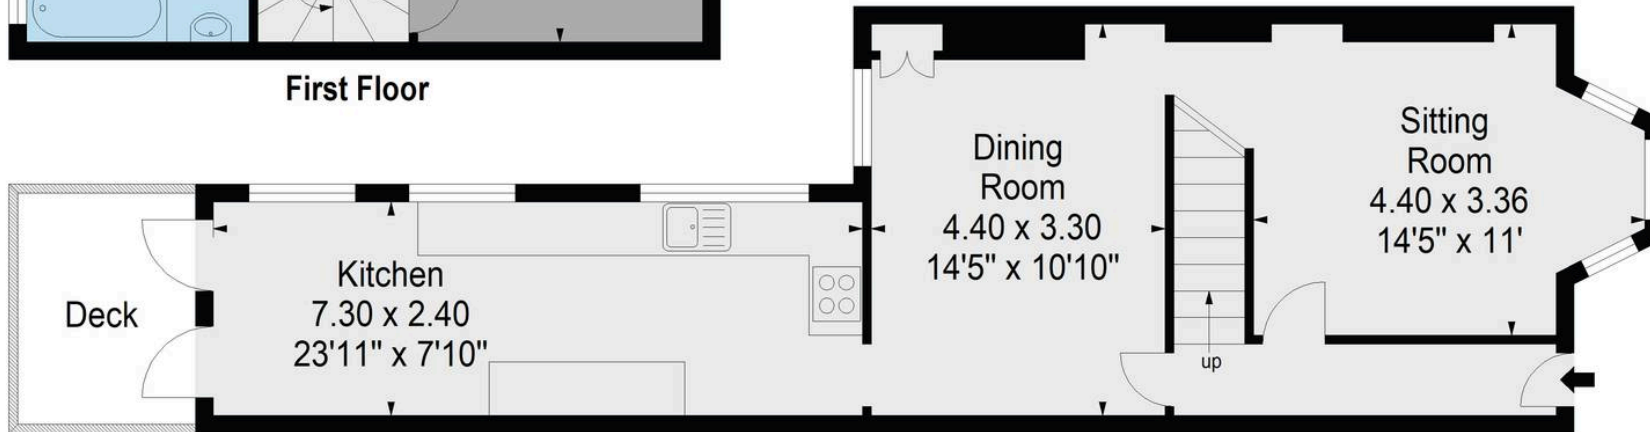 First Floor
Dining
Room
4.40 x 3.30
14'5" x 10'10"
Sitting
Room
4.40 x 3.36
14'5" x 11'
Kitchen
7.30 x 2.40
23'11" x 7'10"
Deck
up